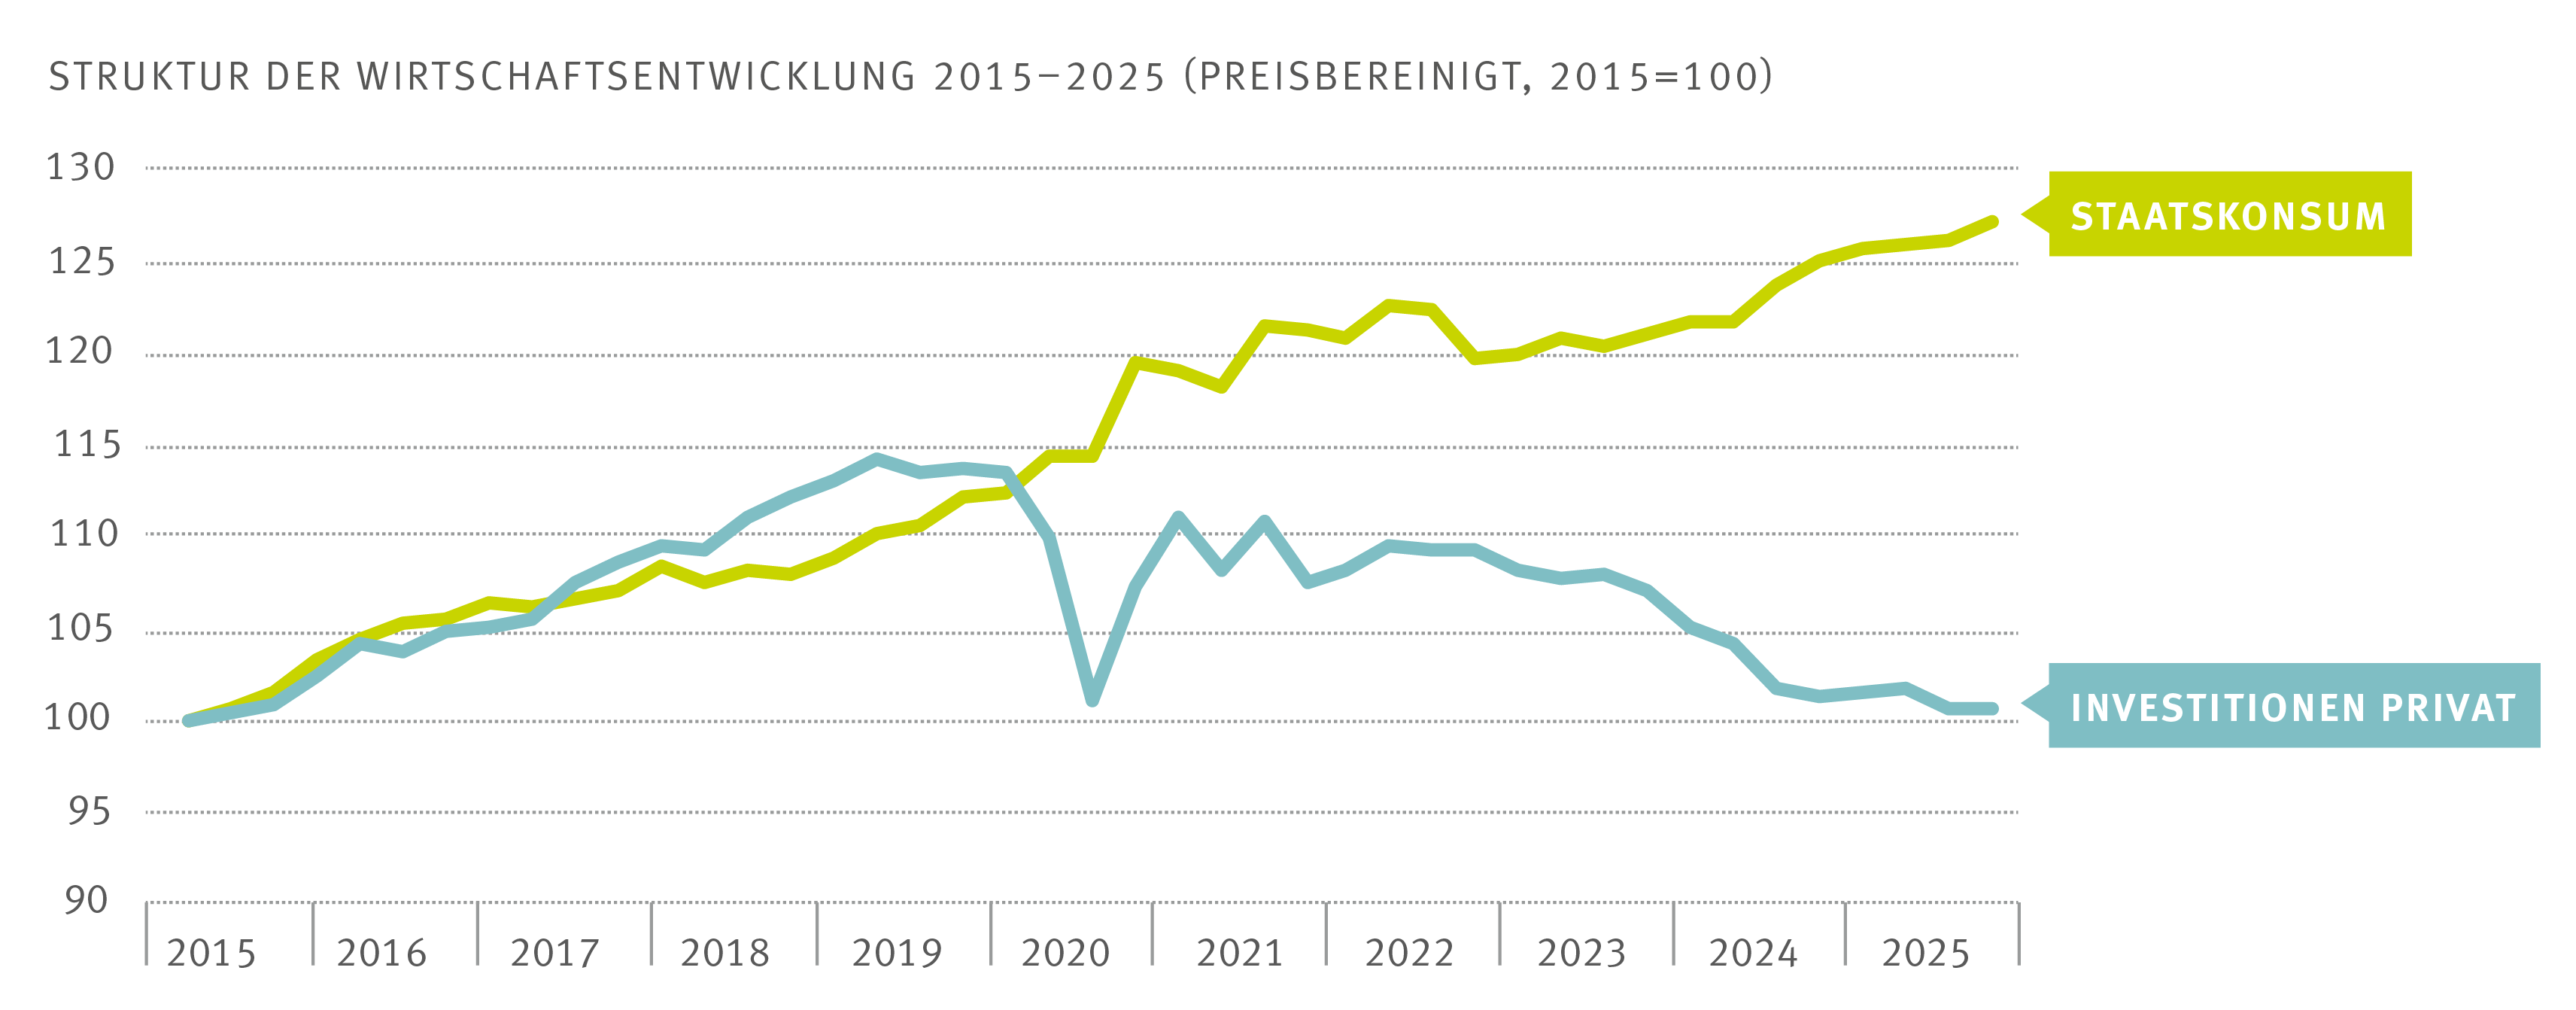 STRUKTUR DER WIRTSCHAFTSENTWICKLUNG 2015–2025 (PREISBEREINIGT, 2015=100)
130
STAATSKONSUM
125
120
115
110
105
100
INVESTITIONEN PRIVAT
95
90
2015 2016 2017 2018 2019 2020 2021 2022 2023 2024 2025